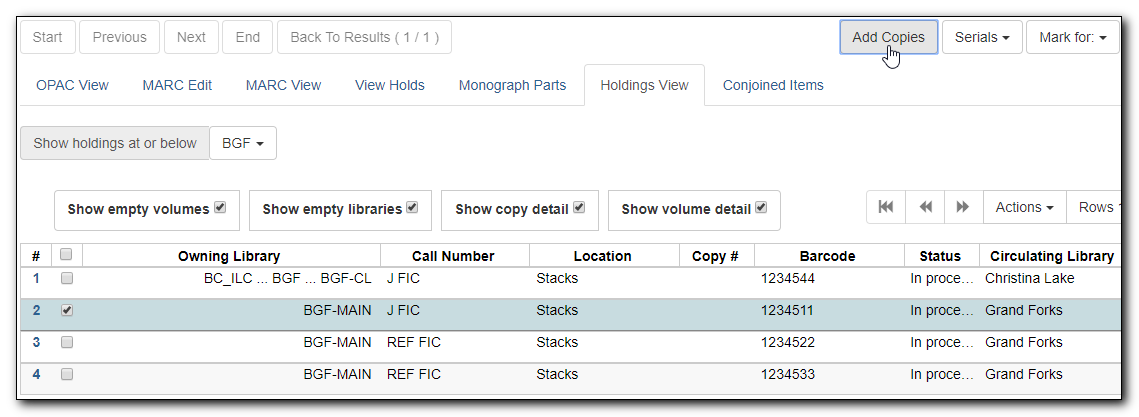 Start Previous Next End Back To Results ( 1 / 1 ) Add Copies Serials Mark for:
OPAC View MARC Edit MARC View View Holds Monograph Parts Holdings View Conjoined Items
Show holdings at or below BGF
Show empty volumes Show empty libraries Show copy detail Show volume detail Actions Rows 1
# Owning Library Call Number Location Copy # Barcode Status Circulating Library
1 BC_ILC ... BGF ... BGF-CL J FIC Stacks 1234544 In proce... Christina Lake
2 BGF-MAIN J FIC Stacks 1234511 In proce... Grand Forks
3 BGF-MAIN REF FIC Stacks 1234522 In proce... Grand Forks
4 BGF-MAIN REF FIC Stacks 1234533 In proce... Grand Forks